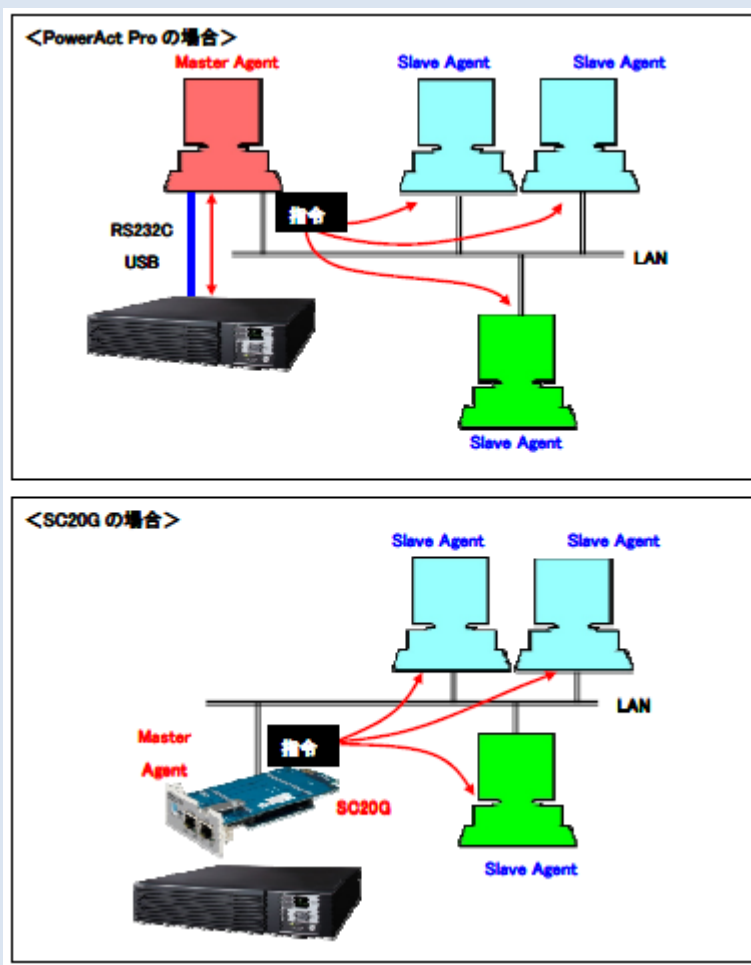 ＜PowerAct Pro の場合＞
Master Agent
Slave Agent
Slave Agent
指令
RS232C
USB
LAN
Slave Agent
＜SC20G の場合＞
Slave Agent
Slave Agent
LAN
Master
Agent
指令
SC20G
Slave Agent